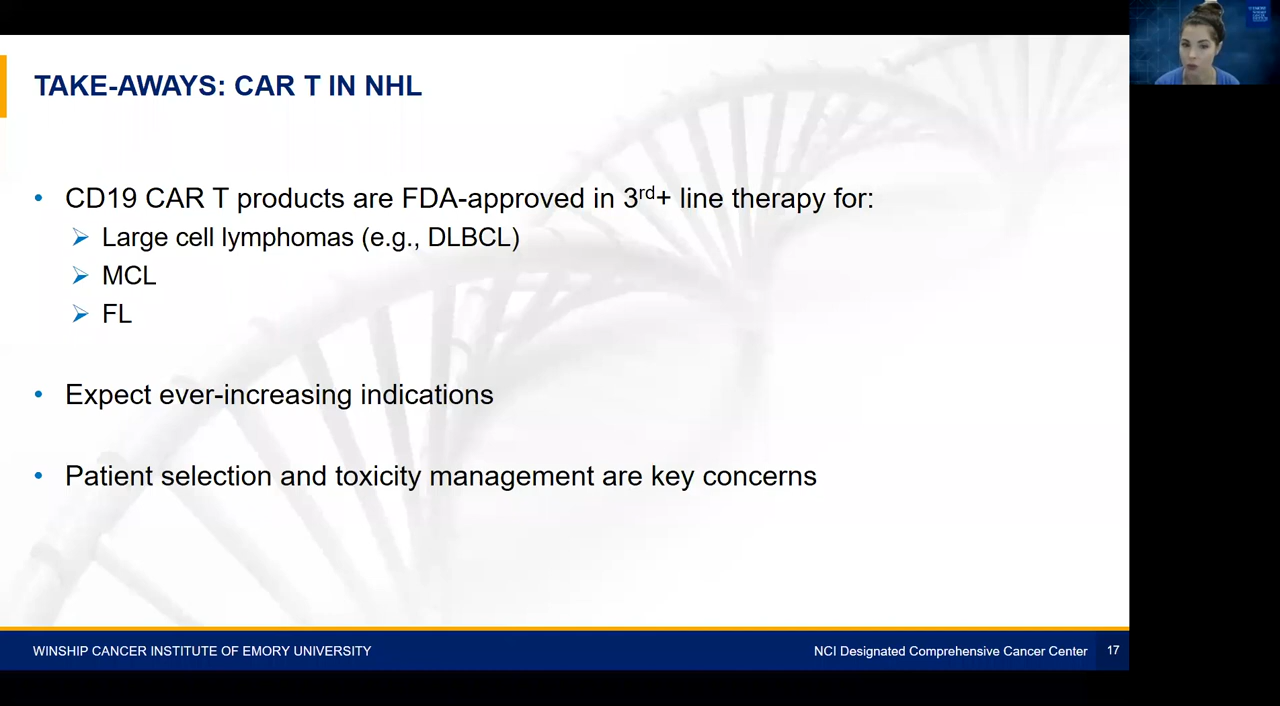 TAKE-AWAYS: CAR T IN NHL
• CD19 CAR T products are FDA-approved in 3rd+ line therapy for:
➢ Large cell lymphomas (e.g., DLBCL)
➢ MCL
➢ FL
• Expect ever-increasing indications
• Patient selection and toxicity management are key concerns
WINSHIP CANCER INSTITUTE OF EMORY UNIVERSITY
NCI Designated Comprehensive Cancer Center 17